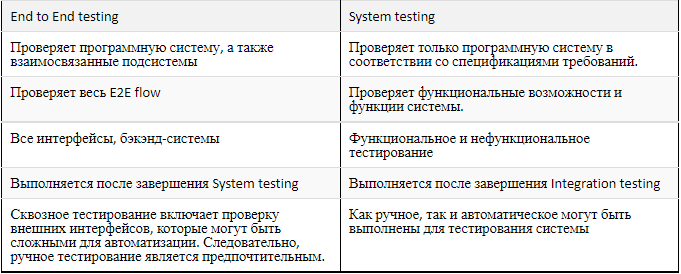 End to End testing
System testing
Проверяет программную систему, а также
взаимосвязанные подсистемы
Проверяет только программную систему в
соответствии со спецификациями требований.
Проверяет весь E2E flow
Проверяет функциональные возможности и
функции системы.
Все интерфейсы, бэкэнд-системы
Функциональное и нефункциональное
тестирование
Выполняется после завершения System testing
Выполняется после завершения Integration testing
Сквозное тестирование включает проверку
внешних интерфейсов, которые могут быть
сложными для автоматизации. Следовательно,
ручное тестирование является предпочтительным.
Как ручное, так и автоматическое могут быть
выполнены для тестирования системы